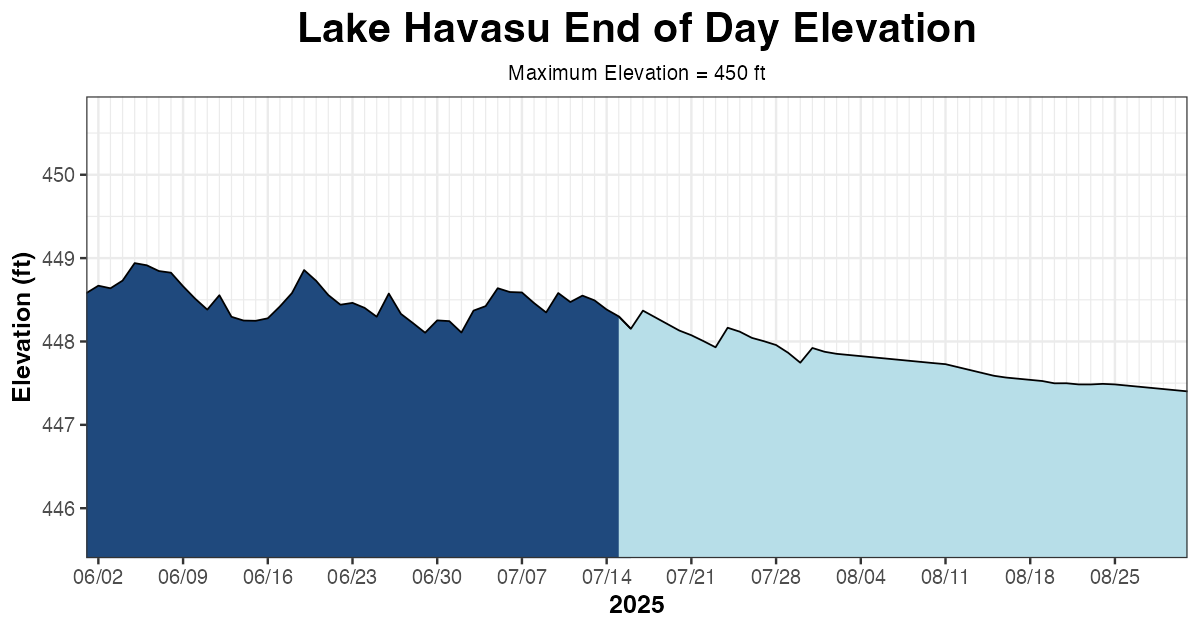 Lake Havasu End of Day Elevation
Maximum Elevation = 450 ft
Elevation (ft)
450
449
448
447
446
06/02 06/09 06/16 06/23 06/30 07/07 07/14 07/21 07/28 08/04 08/11 08/18 08/25
2025